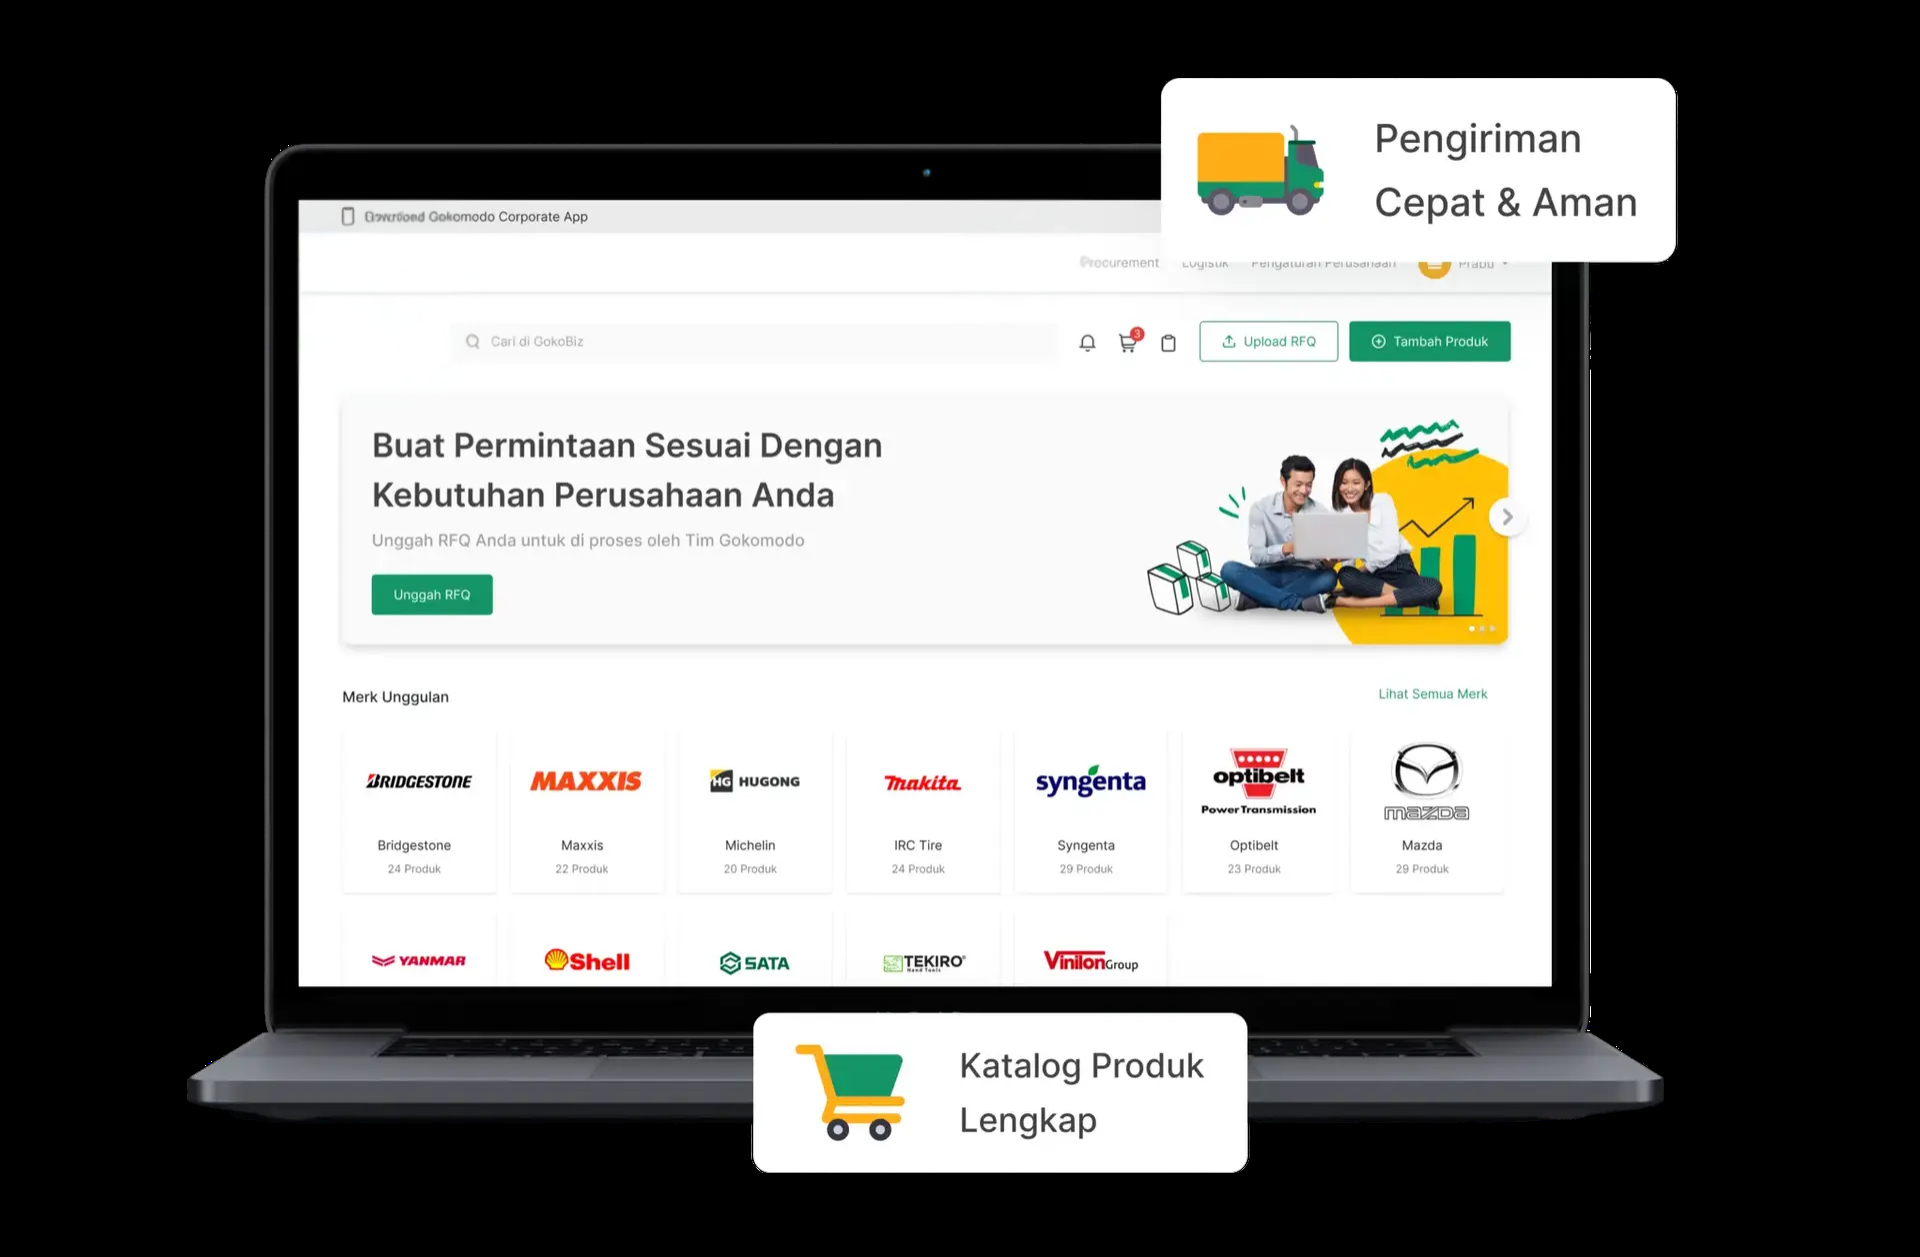 Pengiriman
Cepat & Aman
Download Gokomodo Corporate App
Procurement Logistik Pengaturan Perusahaan Prabu
Cari di GokoBiz
3
Upload RFQ
Tambah Produk
Buat Permintaan Sesuai Dengan
Kebutuhan Perusahaan Anda
Unggah RFQ Anda untuk di proses oleh Tim Gokomodo
Unggah RFQ
Merk Unggulan
Lihat Semua Merk
BRIDGESTONE
Bridgestone
24 Produk
MAXXIS
Maxxis
22 Produk
HG HUGONG
Michelin
20 Produk
makita
IRC Tire
24 Produk
syngenta
Syngenta
29 Produk
optibelt
Power Transmission
Optibelt
23 Produk
mazda
Mazda
29 Produk
YANMAR
Shell
SATA
TEKIRO
Hand Tools
Vinilon Group
Katalog Produk
Lengkap